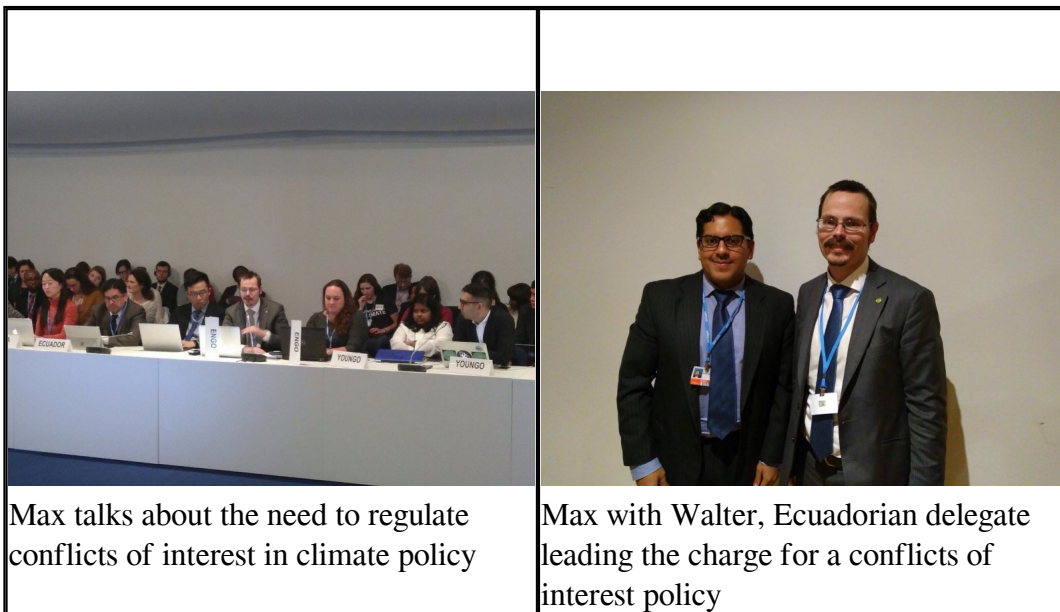 ECUADOR
ENGO
ENGO
YOUNGO
YOUNGO
Max talks about the need to regulate
conflicts of interest in climate policy
Max with Walter, Ecuadorian delegate
leading the charge for a conflicts of
interest policy